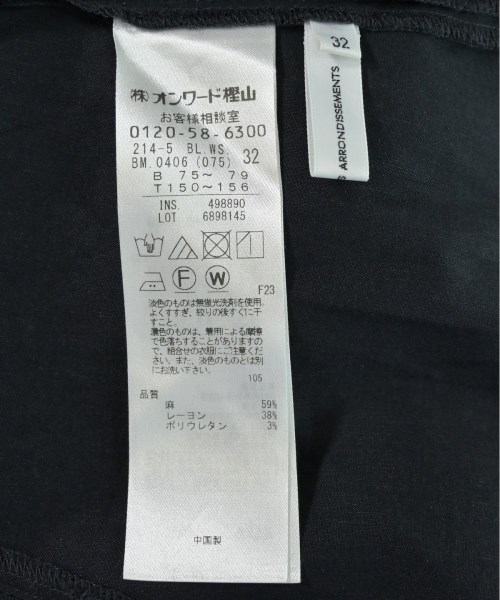 ㈱オンワード樫山
お客様相談室
0120-58-6300
214-5 BL.WS. 32
BM.0406 (075)
B 75～ 79
T150～156
INS. 498890
LOT 6898145
F W
F23
淡色のものは無蛍光洗剤を使用。
よくすすぎ、絞りの後すぐに干
すこと。
濃色のものは、着用による摩擦
で色落ちすることがありますの
で、組合せの衣服にご注意くださ
い。また、淡色のものとは別
にお洗い下さい。
105
品質
麻 59%
レーヨン 38%
ポリウレタン 3%
中国製
32
S ARRONDISSEMENTS